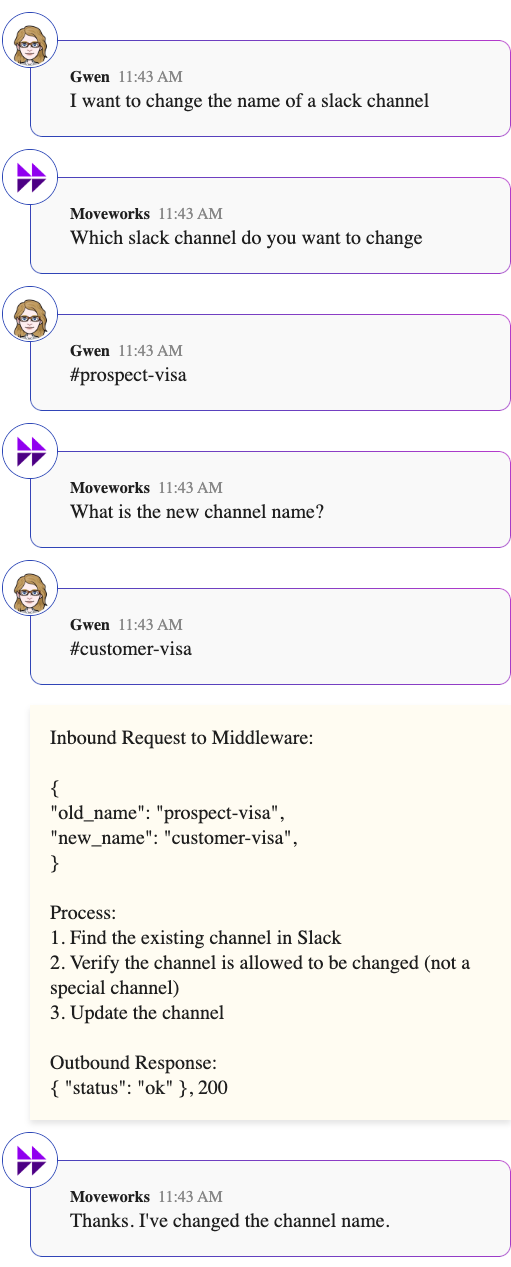 Gwen 11:43 AM
I want to change the name of a slack channel
Moveworks 11:43 AM
Which slack channel do you want to change
Gwen 11:43 AM
#prospect-visa
Moveworks 11:43 AM
What is the new channel name?
Gwen 11:43 AM
#customer-visa
Inbound Request to Middleware:
{
"old_name": "prospect-visa",
"new_name": "customer-visa",
}
Process:
1. Find the existing channel in Slack
2. Verify the channel is allowed to be changed (not a
special channel)
3. Update the channel
Outbound Response:
{ "status": "ok" }, 200
Moveworks 11:43 AM
Thanks. I've changed the channel name.